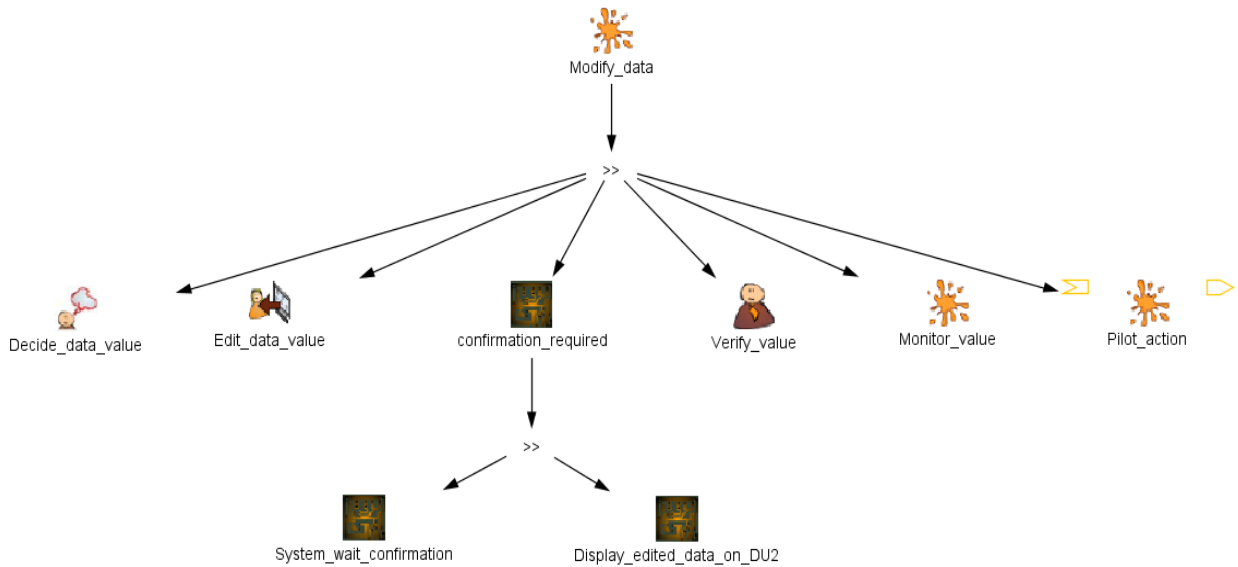 Modify_data
>>
Decide_data_value
Edit_data_value
confirmation_required
Verify_value
Monitor_value
Pilot_action
>>
System_wait_confirmation
Display_edited_data_on_DU2